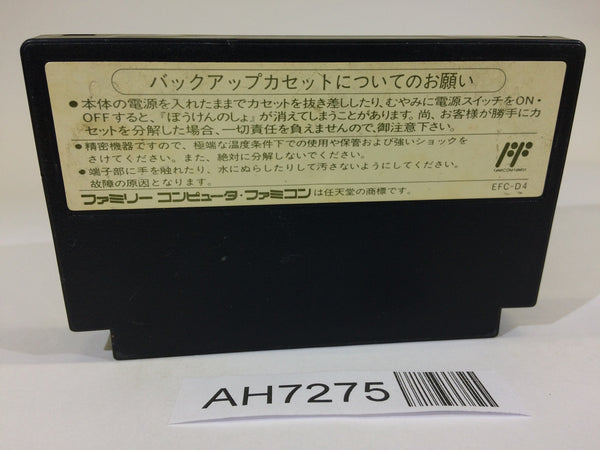 バックアップカセットについてのお願い
●本体の電源を入れたままでカセットを抜き差ししたり、むやみに電源スイッチをON・
OFFすると、『ぼうけんのしょ』が消えてしまうことがあります。尚、お客様が勝手にカ
セットを分解した場合、一切責任を負えませんので、御注意下さい。
●精密機器ですので、極端な温度条件下での使用や保管および強いショックを
さけてください。また、絶対に分解しないでください。
●端子部に手を触れたり、水にぬらしたりして汚さないようにしてください。
故障の原因となります。
ファミリーコンピュータ・ファミコンは任天堂の商標です。
FAMICOM FAMILY
EFC-D4
AH7275